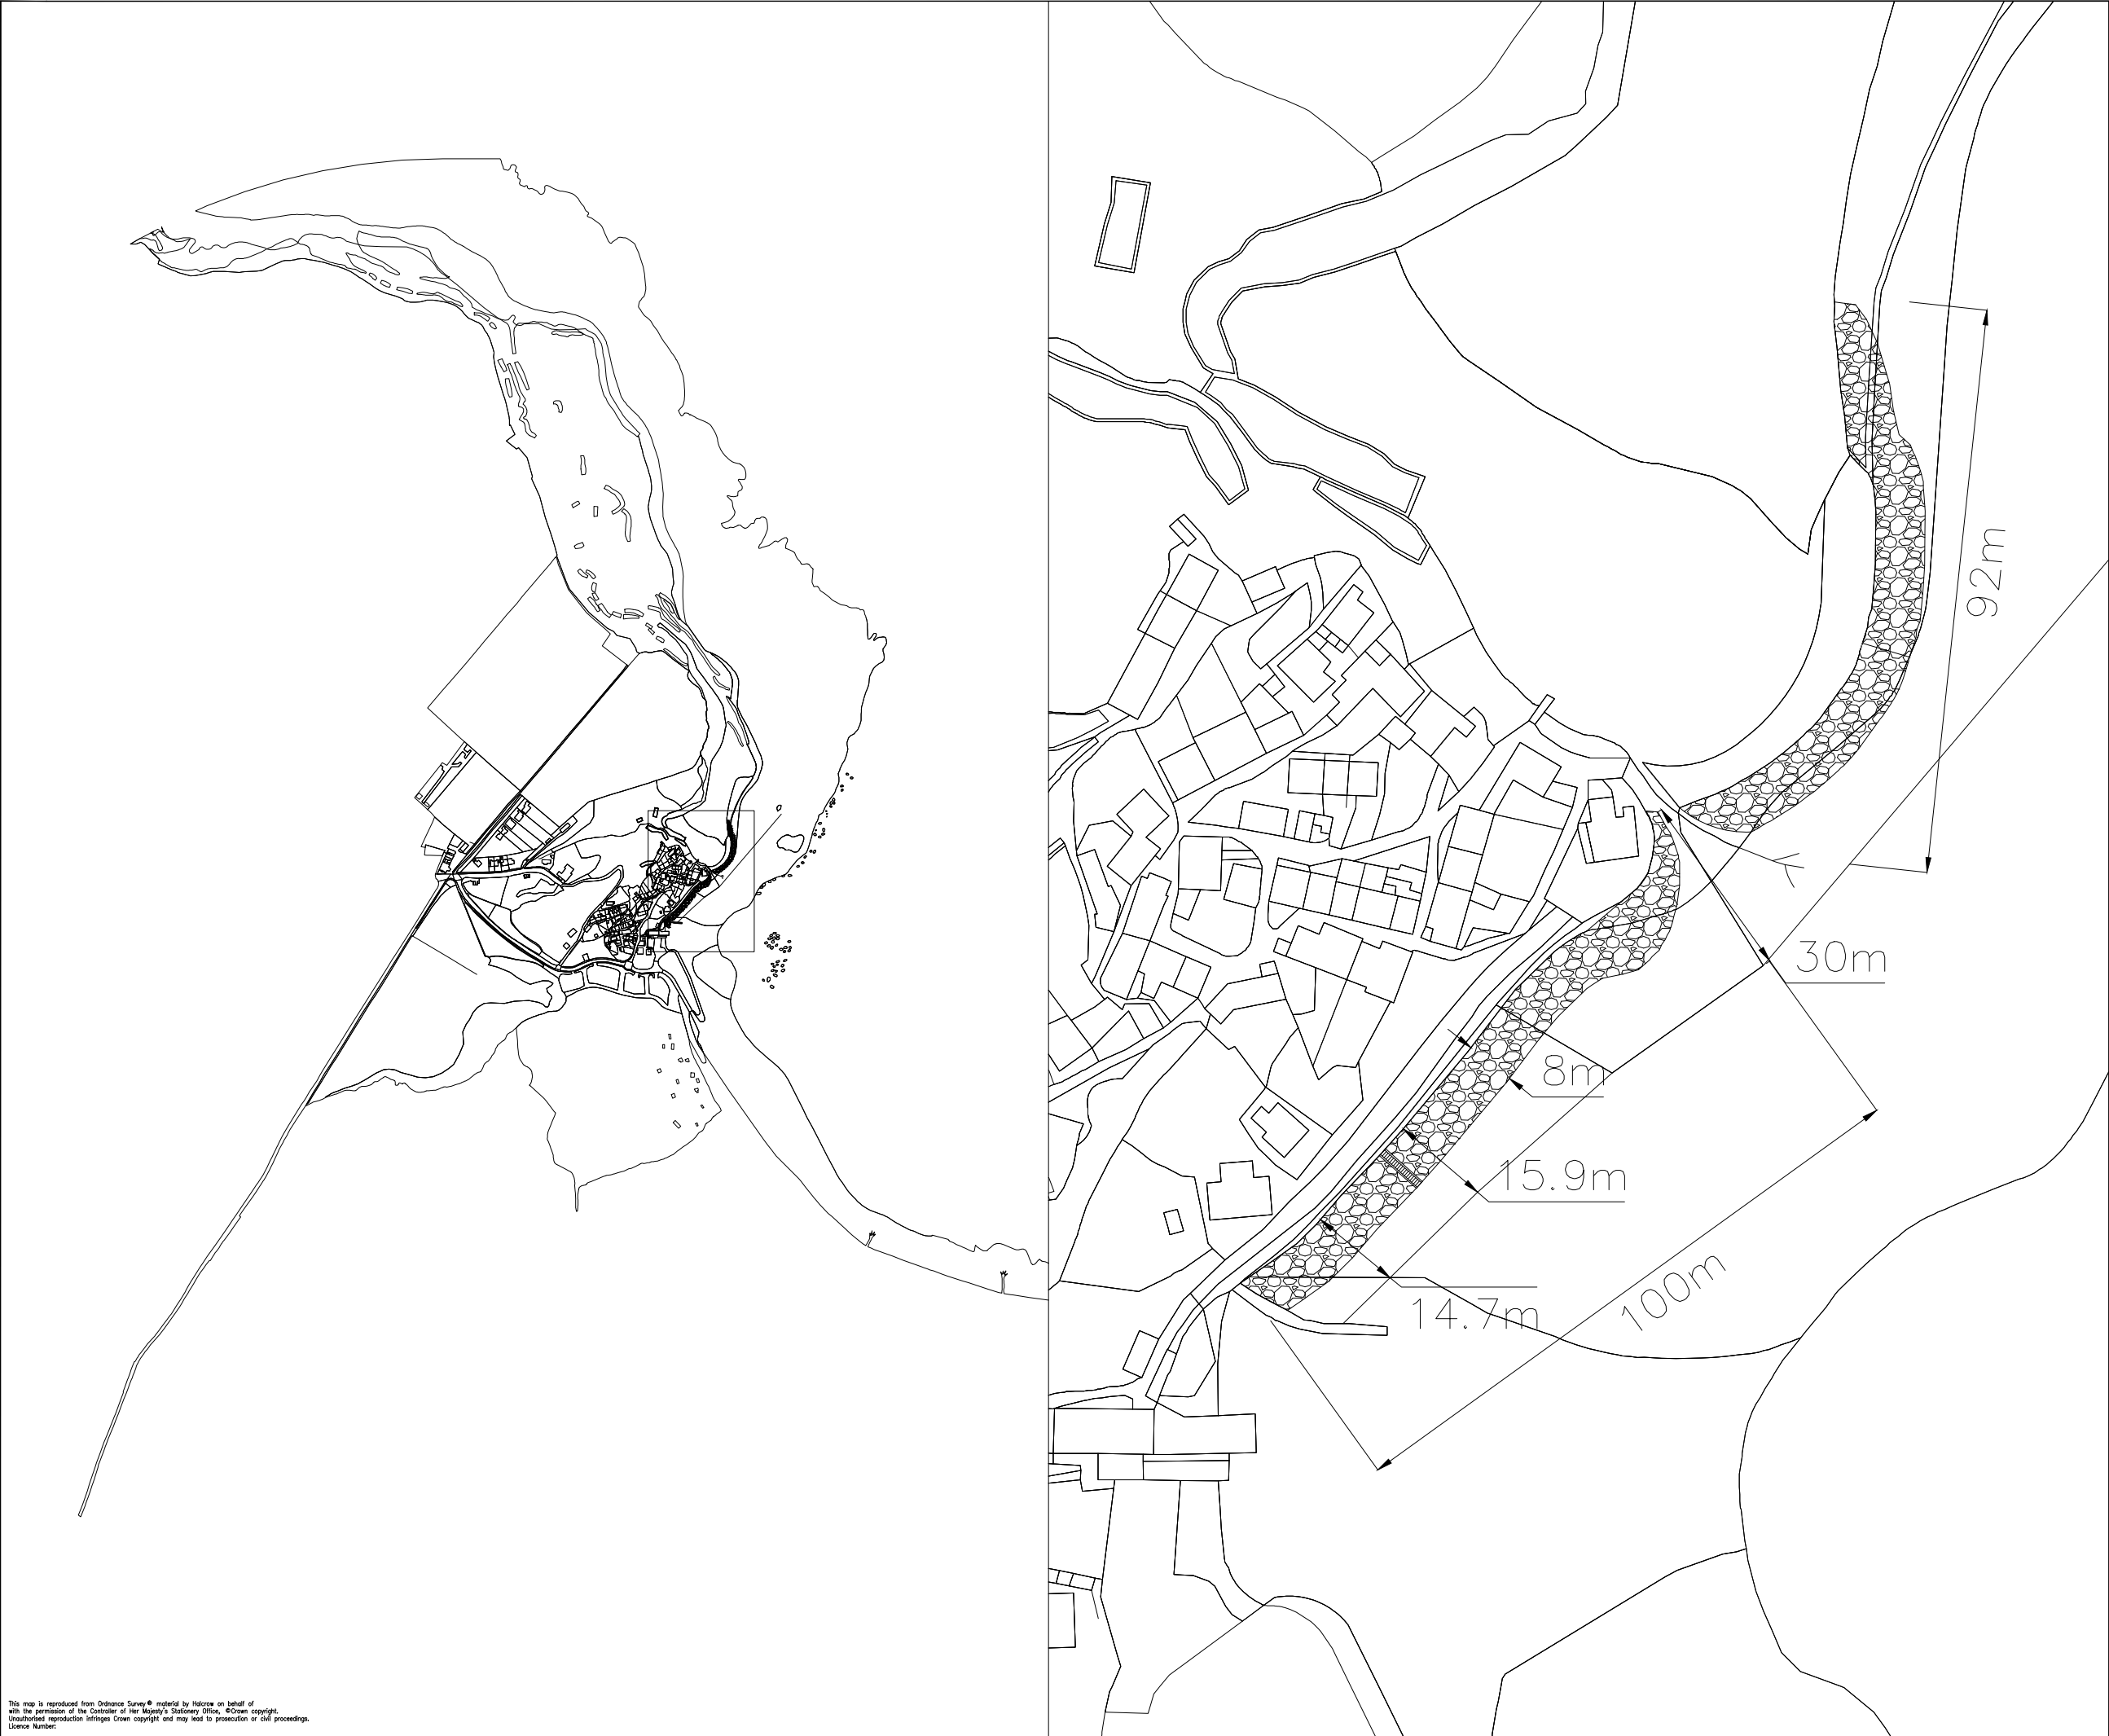 92m
30m
8m
15.9m
100m
14.7m
This map is reproduced from Ordnance Survey© material by Halcrow on behalf of
with the permission of the Controller of Her Majesty's Stationery Office, ©Crown copyright.
Unauthorised reproduction infringes Crown copyright and may lead to prosecution or civil proceedings.
Licence Number: